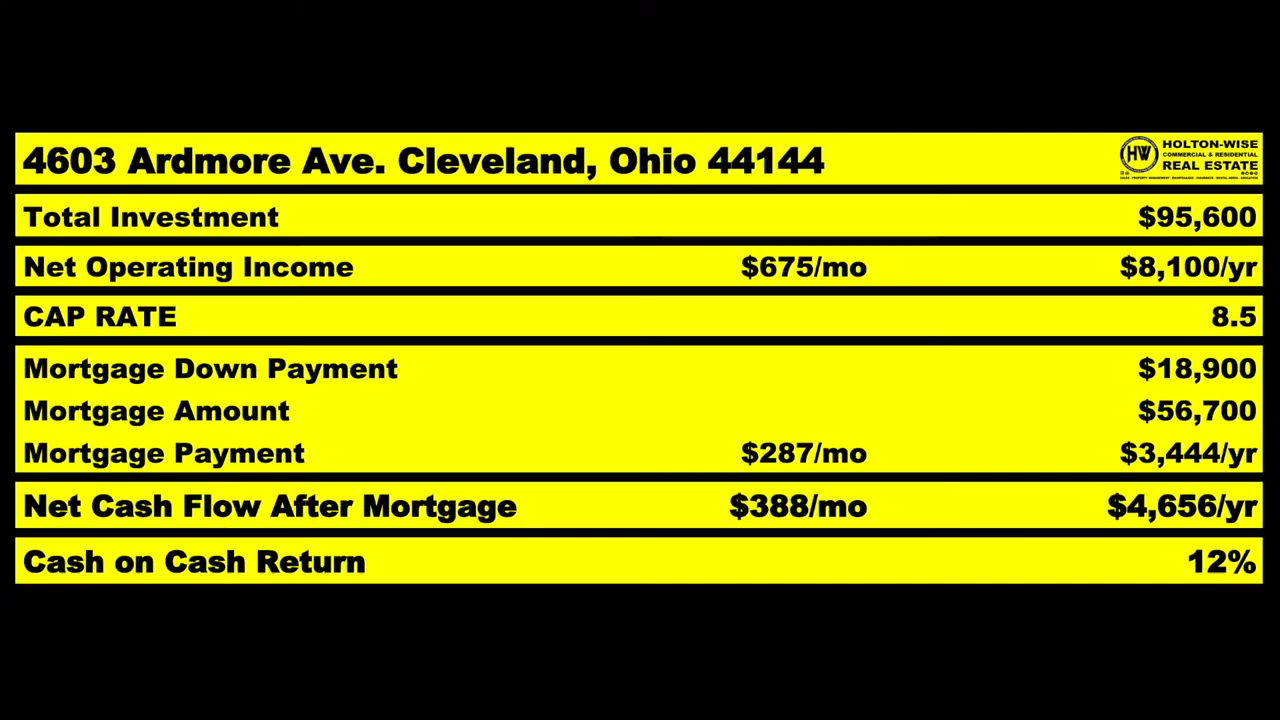 4603 Ardmore Ave. Cleveland, Ohio 44144
HW
HOLTON-WISE
COMMERCIAL & RESIDENTIAL
REAL ESTATE
Total Investment $95,600
Net Operating Income $675/mo $8,100/yr
CAP RATE 8.5
Mortgage Down Payment $18,900
Mortgage Amount $56,700
Mortgage Payment $287/mo $3,444/yr
Net Cash Flow After Mortgage $388/mo $4,656/yr
Cash on Cash Return 12%